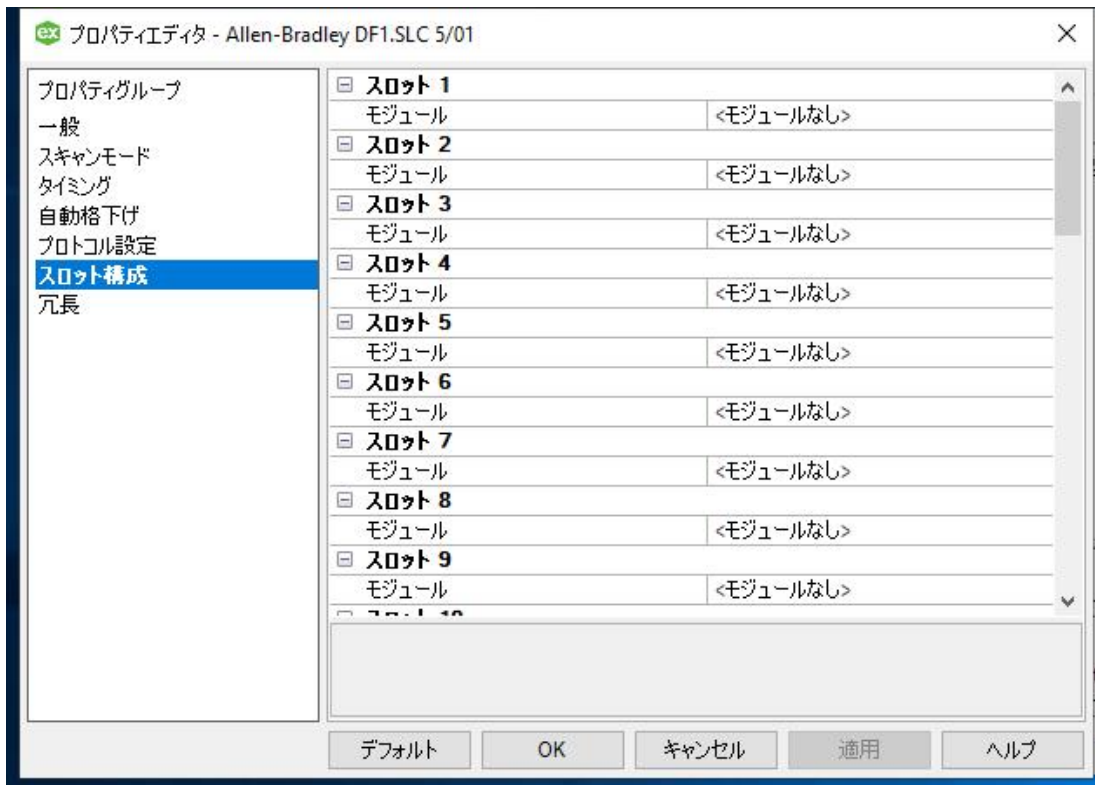 ex プロパティエディタ - Allen-Bradley DF1.SLC 5/01
プロパティグループ
一般
スキャンモード
タイミング
自動格下げ
プロトコル設定
スロット構成
冗長
スロット 1
モジュール <モジュールなし>
スロット 2
モジュール <モジュールなし>
スロット 3
モジュール <モジュールなし>
スロット 4
モジュール <モジュールなし>
スロット 5
モジュール <モジュールなし>
スロット 6
モジュール <モジュールなし>
スロット 7
モジュール <モジュールなし>
スロット 8
モジュール <モジュールなし>
スロット 9
モジュール <モジュールなし>
スロット 10
デフォルト OK キャンセル 適用 ヘルプ